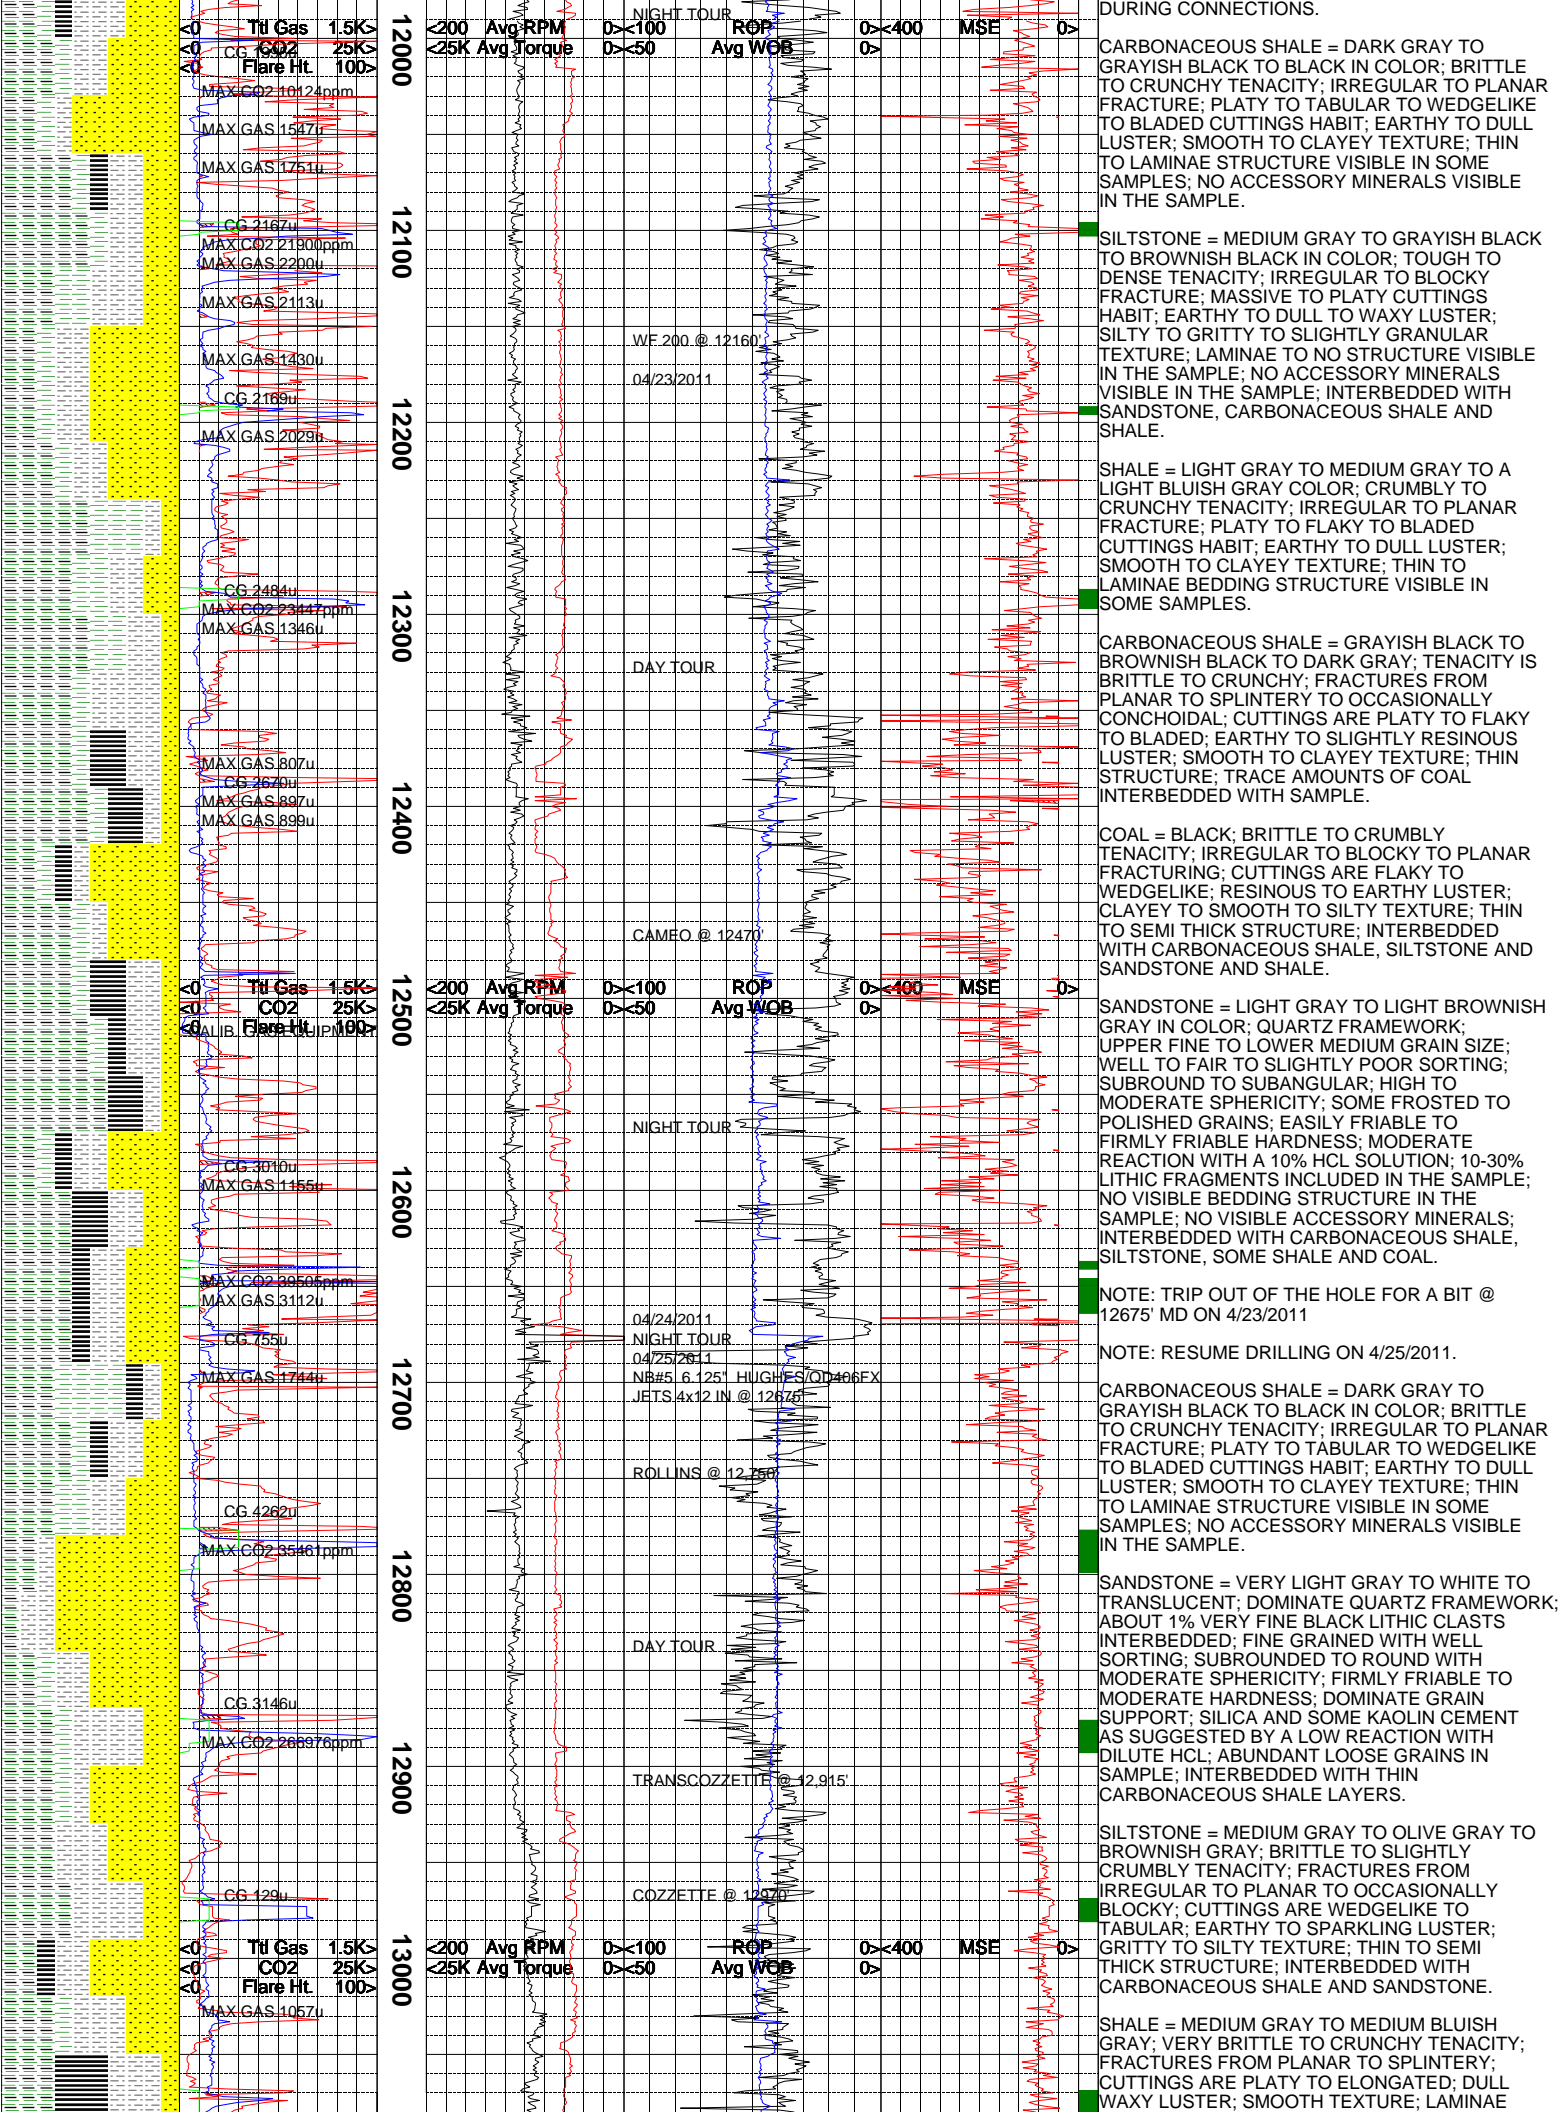 NIGHT TOUR
<0 Ttl Gas 1.5K>
<0 CO2 25K>
<0 Flare Ht. 100>
<200 Avg RPM 0>
<25K Avg Torque 0>
<100 ROP 0>
<50 Avg WOB 0>
<400 MSE 0>
12000
MAX CO2 10124ppm
MAX GAS 1547u
MAX GAS 1751u
CG 2167u
MAX CO2 21900ppm
MAX GAS 2200u
12100
MAX GAS 2113u
WF 200 @ 12160'
MAX GAS 1430u
04/23/2011
CG 2169u
MAX GAS 2029u
12200
CG 2484u
MAX CO2 23447ppm
MAX GAS 1346u
12300
DAY TOUR
MAX GAS 807u
CG 2670u
MAX GAS 897u
MAX GAS 899u
12400
CAMEO @ 12470'
<0 Ttl Gas 1.5K>
<0 CO2 25K>
<0 Flare Ht. 100>
<200 Avg RPM 0>
<25K Avg Torque 0>
<100 ROP 0>
<50 Avg WOB 0>
<400 MSE 0>
12500
CALIB. GAS EQUIPMENT
NIGHT TOUR
CG 3010u
MAX GAS 1155u
12600
MAX CO2 39505ppm
MAX GAS 3112u
04/24/2011
NIGHT TOUR
CG 755u
04/25/2011
NB#5, 6.125" HUGHES/QD406FX
JETS 4x12 IN @ 12675'
MAX GAS 1744u
12700
ROLLINS @ 12,750'
CG 4262u
MAX CO2 35461ppm
12800
DAY TOUR
CG 3146u
MAX CO2 266976ppm
12900
TRANSCOZZETTE @ 12,915'
CG 129u
COZZETTE @ 12970'
<0 Ttl Gas 1.5K>
<0 CO2 25K>
<0 Flare Ht. 100>
<200 Avg RPM 0>
<25K Avg Torque 0>
<100 ROP 0>
<50 Avg WOB 0>
<400 MSE 0>
13000
MAX GAS 1057u
DURING CONNECTIONS.
CARBONACEOUS SHALE = DARK GRAY TO
GRAYISH BLACK TO BLACK IN COLOR; BRITTLE
TO CRUNCHY TENACITY; IRREGULAR TO PLANAR
FRACTURE; PLATY TO TABULAR TO WEDGELIKE
TO BLADED CUTTINGS HABIT; EARTHY TO DULL
LUSTER; SMOOTH TO CLAYEY TEXTURE; THIN
TO LAMINAE STRUCTURE VISIBLE IN SOME
SAMPLES; NO ACCESSORY MINERALS VISIBLE
IN THE SAMPLE.
SILTSTONE = MEDIUM GRAY TO GRAYISH BLACK
TO BROWNISH BLACK IN COLOR; TOUGH TO
DENSE TENACITY; IRREGULAR TO BLOCKY
FRACTURE; MASSIVE TO PLATY CUTTINGS
HABIT; EARTHY TO DULL TO WAXY LUSTER;
SILTY TO GRITTY TO SLIGHTLY GRANULAR
TEXTURE; LAMINAE TO NO STRUCTURE VISIBLE
IN THE SAMPLE; NO ACCESSORY MINERALS
VISIBLE IN THE SAMPLE; INTERBEDDED WITH
SANDSTONE, CARBONACEOUS SHALE AND
SHALE.
SHALE = LIGHT GRAY TO MEDIUM GRAY TO A
LIGHT BLUISH GRAY COLOR; CRUMBLY TO
CRUNCHY TENACITY; IRREGULAR TO PLANAR
FRACTURE; PLATY TO FLAKY TO BLADED
CUTTINGS HABIT; EARTHY TO DULL LUSTER;
SMOOTH TO CLAYEY TEXTURE; THIN TO
LAMINAE BEDDING STRUCTURE VISIBLE IN
SOME SAMPLES.
CARBONACEOUS SHALE = GRAYISH BLACK TO
BROWNISH BLACK TO DARK GRAY; TENACITY IS
BRITTLE TO CRUNCHY; FRACTURES FROM
PLANAR TO SPLINTERY TO OCCASIONALLY
CONCHOIDAL; CUTTINGS ARE PLATY TO FLAKY
TO BLADED; EARTHY TO SLIGHTLY RESINOUS
LUSTER; SMOOTH TO CLAYEY TEXTURE; THIN
STRUCTURE; TRACE AMOUNTS OF COAL
INTERBEDDED WITH SAMPLE.
COAL = BLACK; BRITTLE TO CRUMBLY
TENACITY; IRREGULAR TO BLOCKY TO PLANAR
FRACTURING; CUTTINGS ARE FLAKY TO
WEDGELIKE; RESINOUS TO EARTHY LUSTER;
CLAYEY TO SMOOTH TO SILTY TEXTURE; THIN
TO SEMI THICK STRUCTURE; INTERBEDDED
WITH CARBONACEOUS SHALE, SILTSTONE AND
SANDSTONE AND SHALE.
SANDSTONE = LIGHT GRAY TO LIGHT BROWNISH
GRAY IN COLOR; QUARTZ FRAMEWORK;
UPPER FINE TO LOWER MEDIUM GRAIN SIZE;
WELL TO FAIR TO SLIGHTLY POOR SORTING;
SUBROUND TO SUBANGULAR; HIGH TO
MODERATE SPHERICITY; SOME FROSTED TO
POLISHED GRAINS; EASILY FRIABLE TO
FIRMLY FRIABLE HARDNESS; MODERATE
REACTION WITH A 10% HCL SOLUTION; 10-30%
LITHIC FRAGMENTS INCLUDED IN THE SAMPLE;
NO VISIBLE BEDDING STRUCTURE IN THE
SAMPLE; NO VISIBLE ACCESSORY MINERALS;
INTERBEDDED WITH CARBONACEOUS SHALE,
SILTSTONE, SOME SHALE AND COAL.
NOTE: TRIP OUT OF THE HOLE FOR A BIT @
12675' MD ON 4/23/2011
NOTE: RESUME DRILLING ON 4/25/2011.
CARBONACEOUS SHALE = DARK GRAY TO
GRAYISH BLACK TO BLACK IN COLOR; BRITTLE
TO CRUNCHY TENACITY; IRREGULAR TO PLANAR
FRACTURE; PLATY TO TABULAR TO WEDGELIKE
TO BLADED CUTTINGS HABIT; EARTHY TO DULL
LUSTER; SMOOTH TO CLAYEY TEXTURE; THIN
TO LAMINAE STRUCTURE VISIBLE IN SOME
SAMPLES; NO ACCESSORY MINERALS VISIBLE
IN THE SAMPLE.
SANDSTONE = VERY LIGHT GRAY TO WHITE TO
TRANSLUCENT; DOMINATE QUARTZ FRAMEWORK;
ABOUT 1% VERY FINE BLACK LITHIC CLASTS
INTERBEDDED; FINE GRAINED WITH WELL
SORTING; SUBROUNDED TO ROUND WITH
MODERATE SPHERICITY; FIRMLY FRIABLE TO
MODERATE HARDNESS; DOMINATE GRAIN
SUPPORT; SILICA AND SOME KAOLIN CEMENT
AS SUGGESTED BY A LOW REACTION WITH
DILUTE HCL; ABUNDANT LOOSE GRAINS IN
SAMPLE; INTERBEDDED WITH THIN
CARBONACEOUS SHALE LAYERS.
SILTSTONE = MEDIUM GRAY TO OLIVE GRAY TO
BROWNISH GRAY; BRITTLE TO SLIGHTLY
CRUMBLY TENACITY; FRACTURES FROM
IRREGULAR TO PLANAR TO OCCASIONALLY
BLOCKY; CUTTINGS ARE WEDGELIKE TO
TABULAR; EARTHY TO SPARKLING LUSTER;
GRITTY TO SILTY TEXTURE; THIN TO SEMI
THICK STRUCTURE; INTERBEDDED WITH
CARBONACEOUS SHALE AND SANDSTONE.
SHALE = MEDIUM GRAY TO MEDIUM BLUISH
GRAY; VERY BRITTLE TO CRUNCHY TENACITY;
FRACTURES FROM PLANAR TO SPLINTERY;
CUTTINGS ARE PLATY TO ELONGATED; DULL
WAXY LUSTER; SMOOTH TEXTURE; LAMINAE